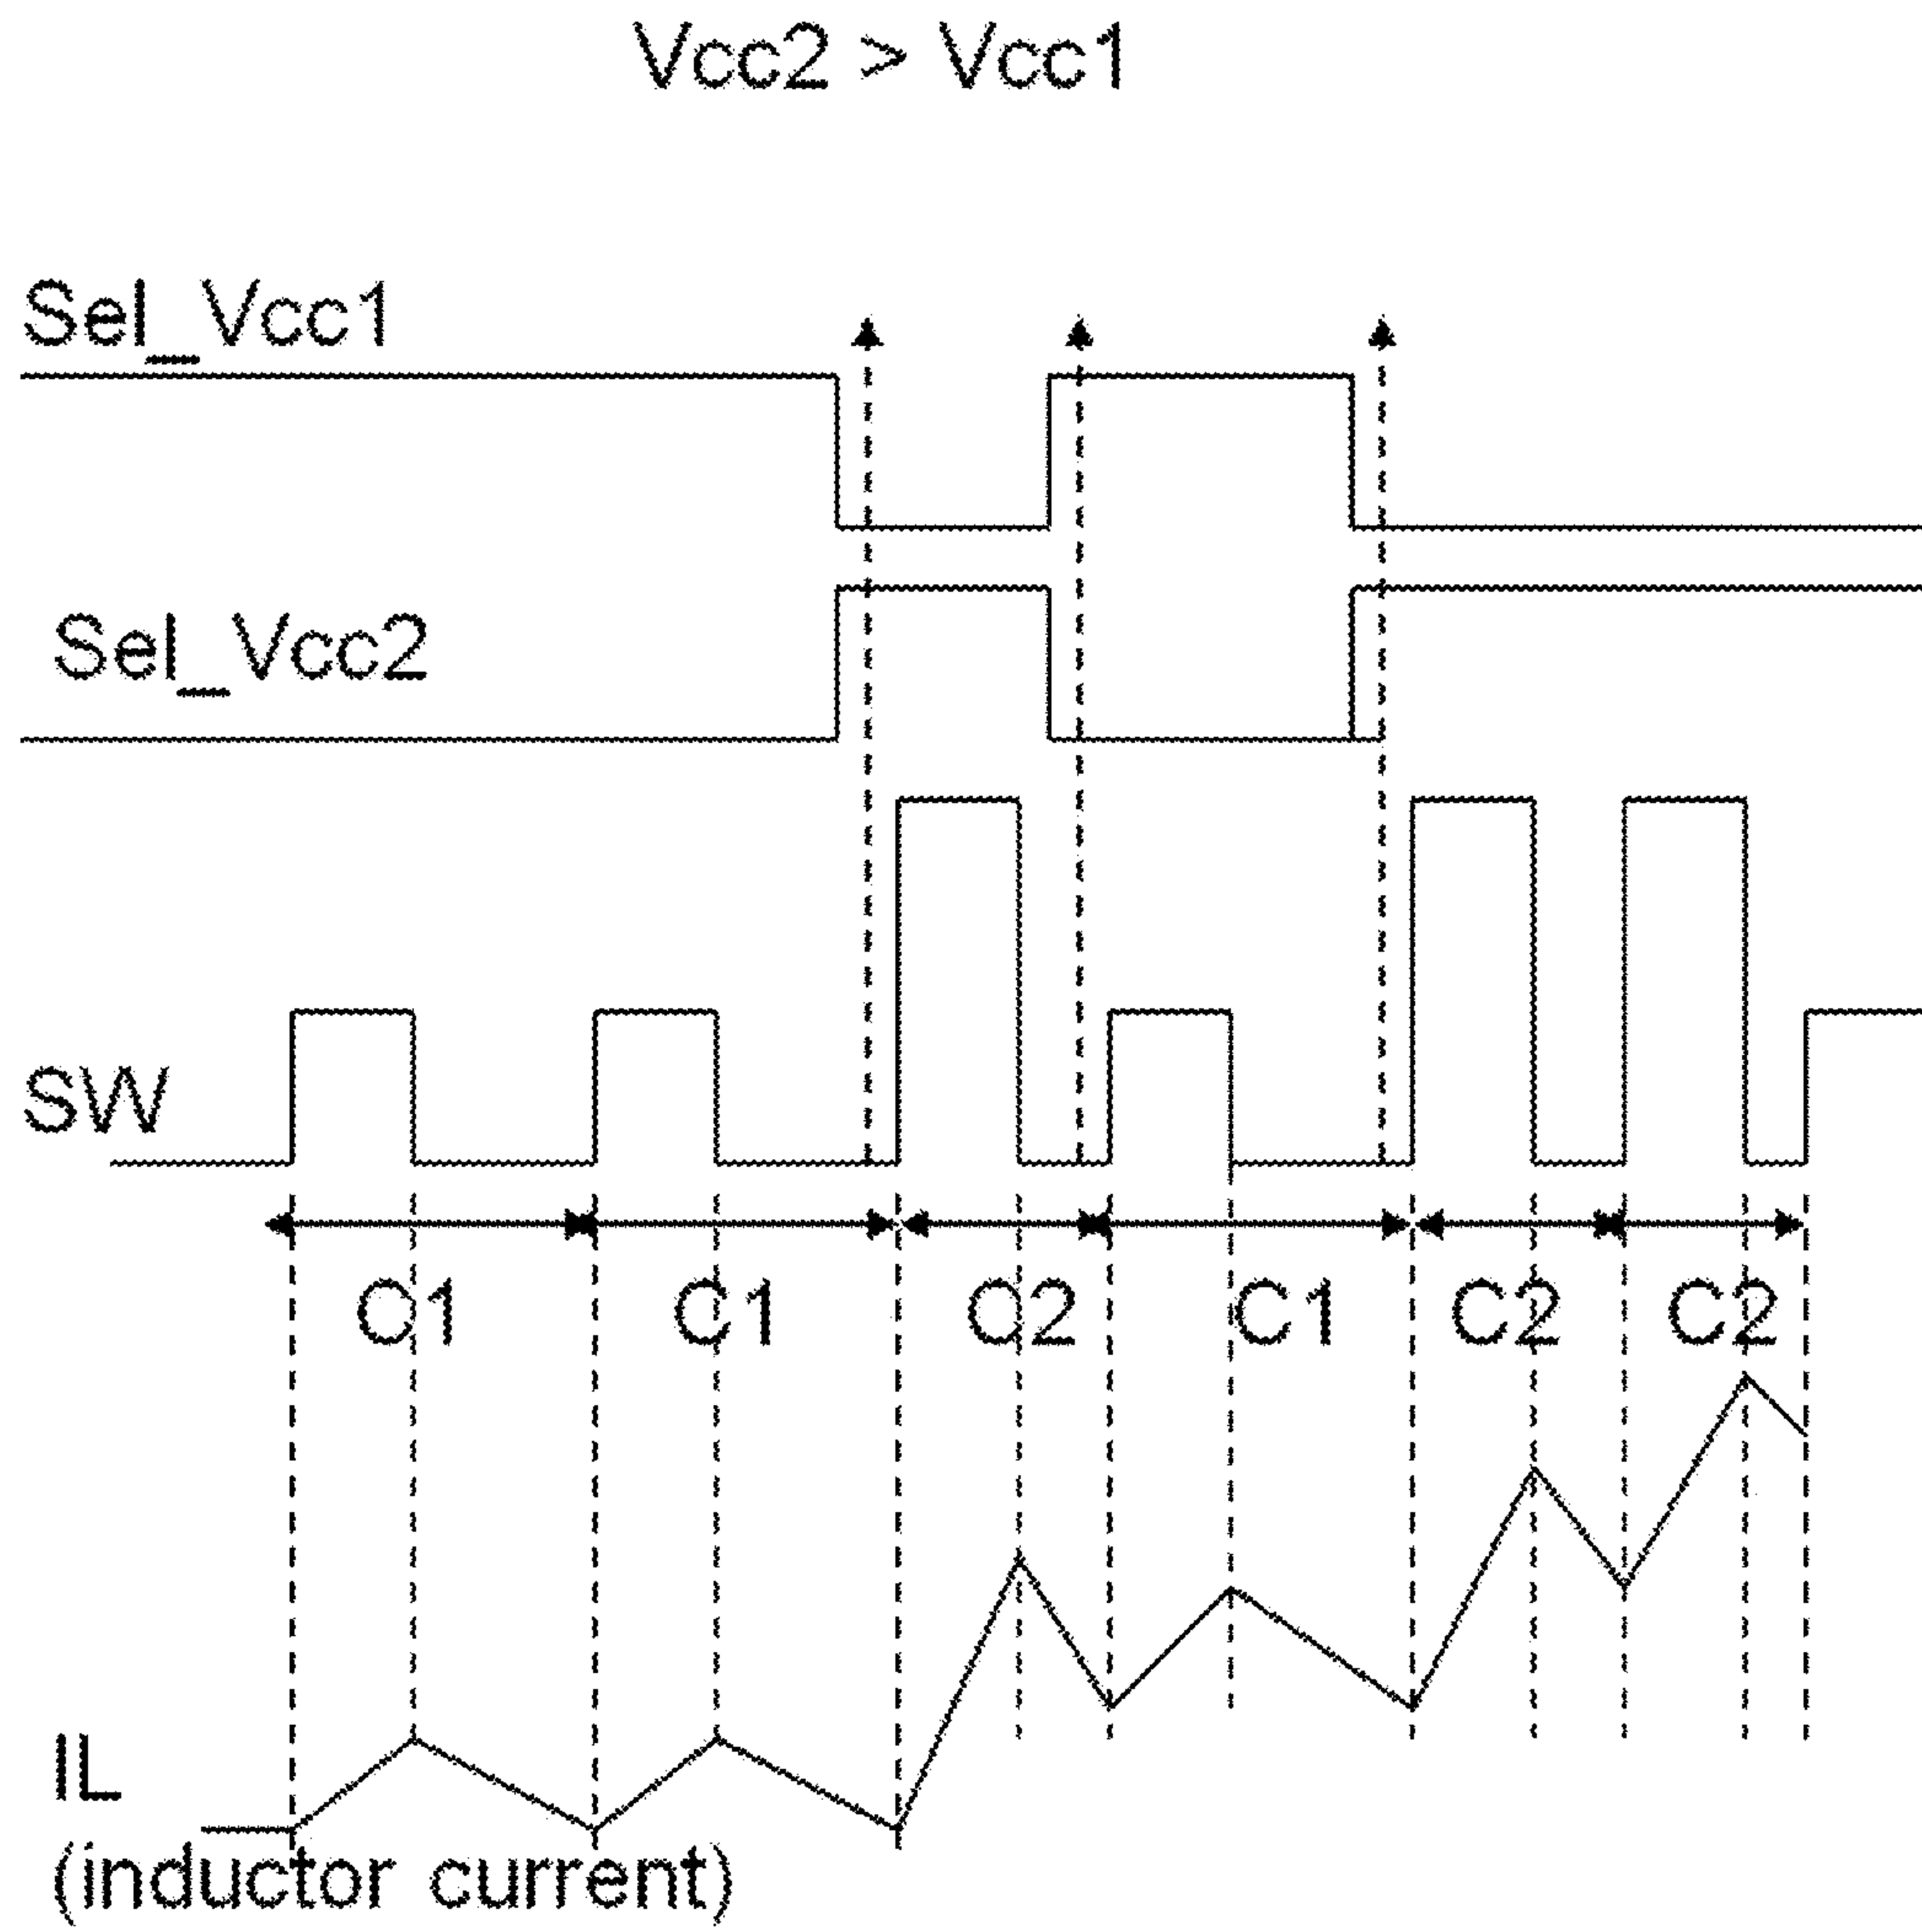 Vcc2 > Vcc1
Sel_Vcc1
Sel_Vcc2
SW
C1 C1 C2 C1 C2 C2
IL
(inductor current)